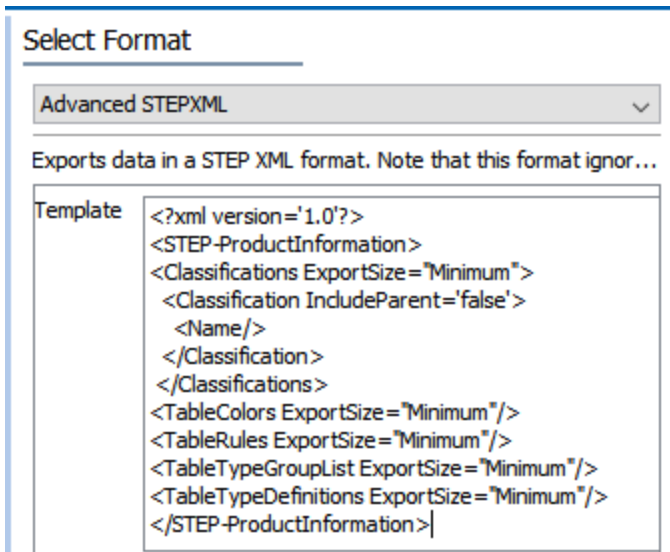 Select Format
Advanced STEPXML
Exports data in a STEP XML format. Note that this format ignor...
Template
<?xml version='1.0'?>
<STEP-ProductInformation>
<Classifications ExportSize="Minimum">
<Classification IncludeParent='false'>
<Name/>
</Classification>
</Classifications>
<TableColors ExportSize="Minimum"/>
<TableRules ExportSize="Minimum"/>
<TableTypeGroupList ExportSize="Minimum"/>
<TableTypeDefinitions ExportSize="Minimum"/>
</STEP-ProductInformation>